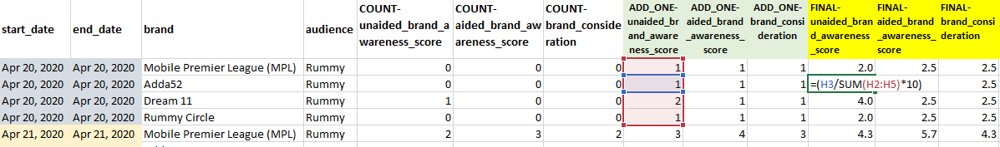 start_date end_date brand audience COUNT-unaided_brand_awareness_score COUNT-aided_brand_awareness_score COUNT-brand_consideration ADD_ONE-unaided_brand_awareness_score ADD_ONE-aided_brand_awareness_score ADD_ONE-brand_consideration FINAL-unaided_brand_awareness_score FINAL-aided_brand_awareness_score FINAL-brand_consideration
Apr 20, 2020 Apr 20, 2020 Mobile Premier League (MPL) Rummy 0 0 0 1 1 1 2.0 2.5 2.5
Apr 20, 2020 Apr 20, 2020 Adda52 Rummy 0 0 0 1 1 1 =(H3/SUM(H2:H5)*10) 2.5
Apr 20, 2020 Apr 20, 2020 Dream 11 Rummy 1 0 0 2 1 1 4.0 2.5 2.5
Apr 20, 2020 Apr 20, 2020 Rummy Circle Rummy 0 0 0 1 1 1 2.0 2.5 2.5
Apr 21, 2020 Apr 21, 2020 Mobile Premier League (MPL) Rummy 2 3 2 3 4 3 4.3 5.7 4.3